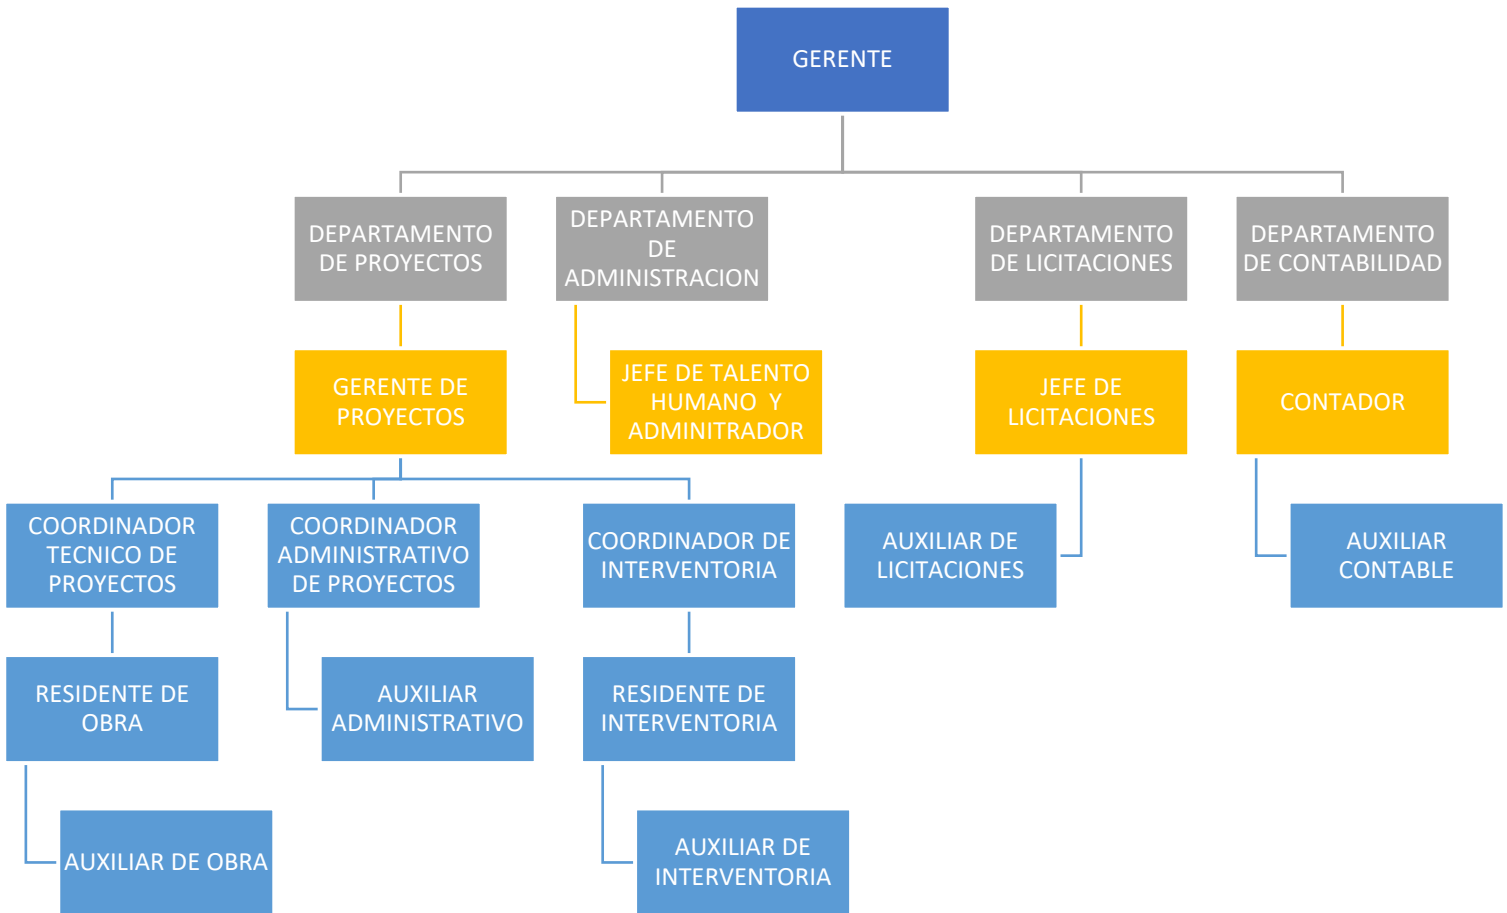 GERENTE
DEPARTAMENTO
DE PROYECTOS
DEPARTAMENTO
DE
ADMINISTRACION
DEPARTAMENTO
DE LICITACIONES
DEPARTAMENTO
DE CONTABILIDAD
GERENTE DE
PROYECTOS
JEFE DE TALENTO
HUMANO Y
ADMINITRADOR
JEFE DE
LICITACIONES
CONTADOR
COORDINADOR
TECNICO DE
PROYECTOS
COORDINADOR
ADMINISTRATIVO
DE PROYECTOS
COORDINADOR DE
INTERVENTORIA
AUXILIAR DE
LICITACIONES
AUXILIAR
CONTABLE
RESIDENTE DE
OBRA
AUXILIAR
ADMINISTRATIVO
RESIDENTE DE
INTERVENTORIA
AUXILIAR DE OBRA
AUXILIAR DE
INTERVENTORIA